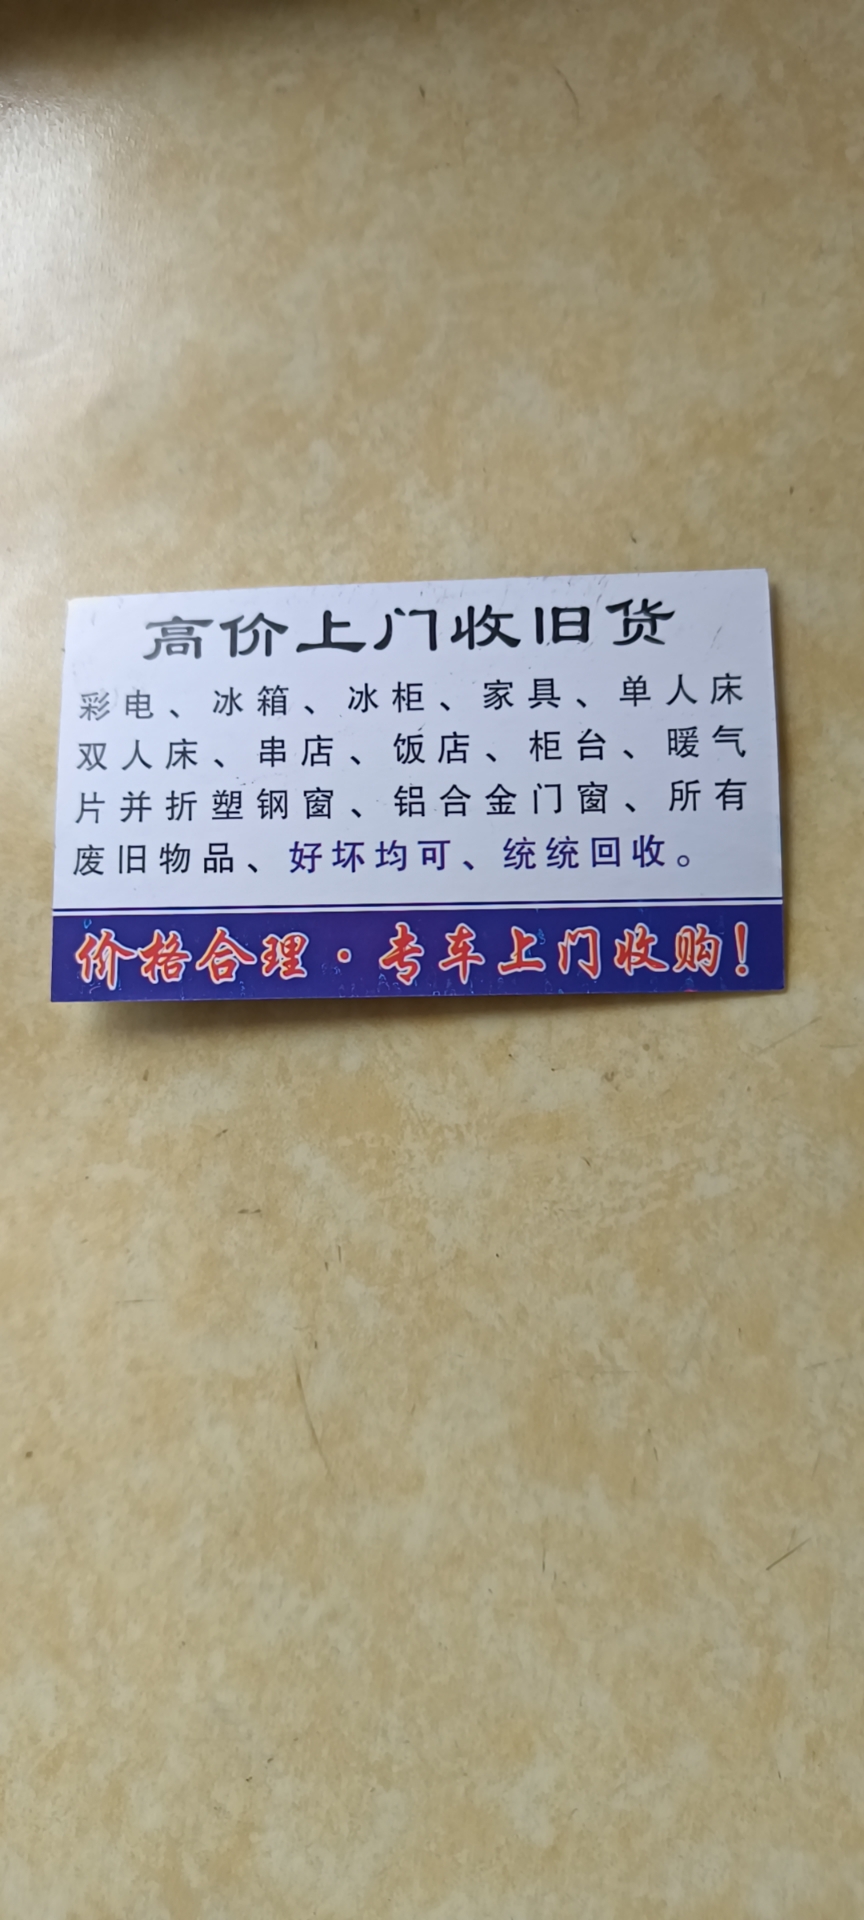 高价上门收旧货
彩电、冰箱、冰柜、家具、单人床
双人床、串店、饭店、柜台、暖气
片并折塑钢窗、铝合金门窗、所有
废旧物品、好坏均可、统统回收。
价格合理·专车上门收购!